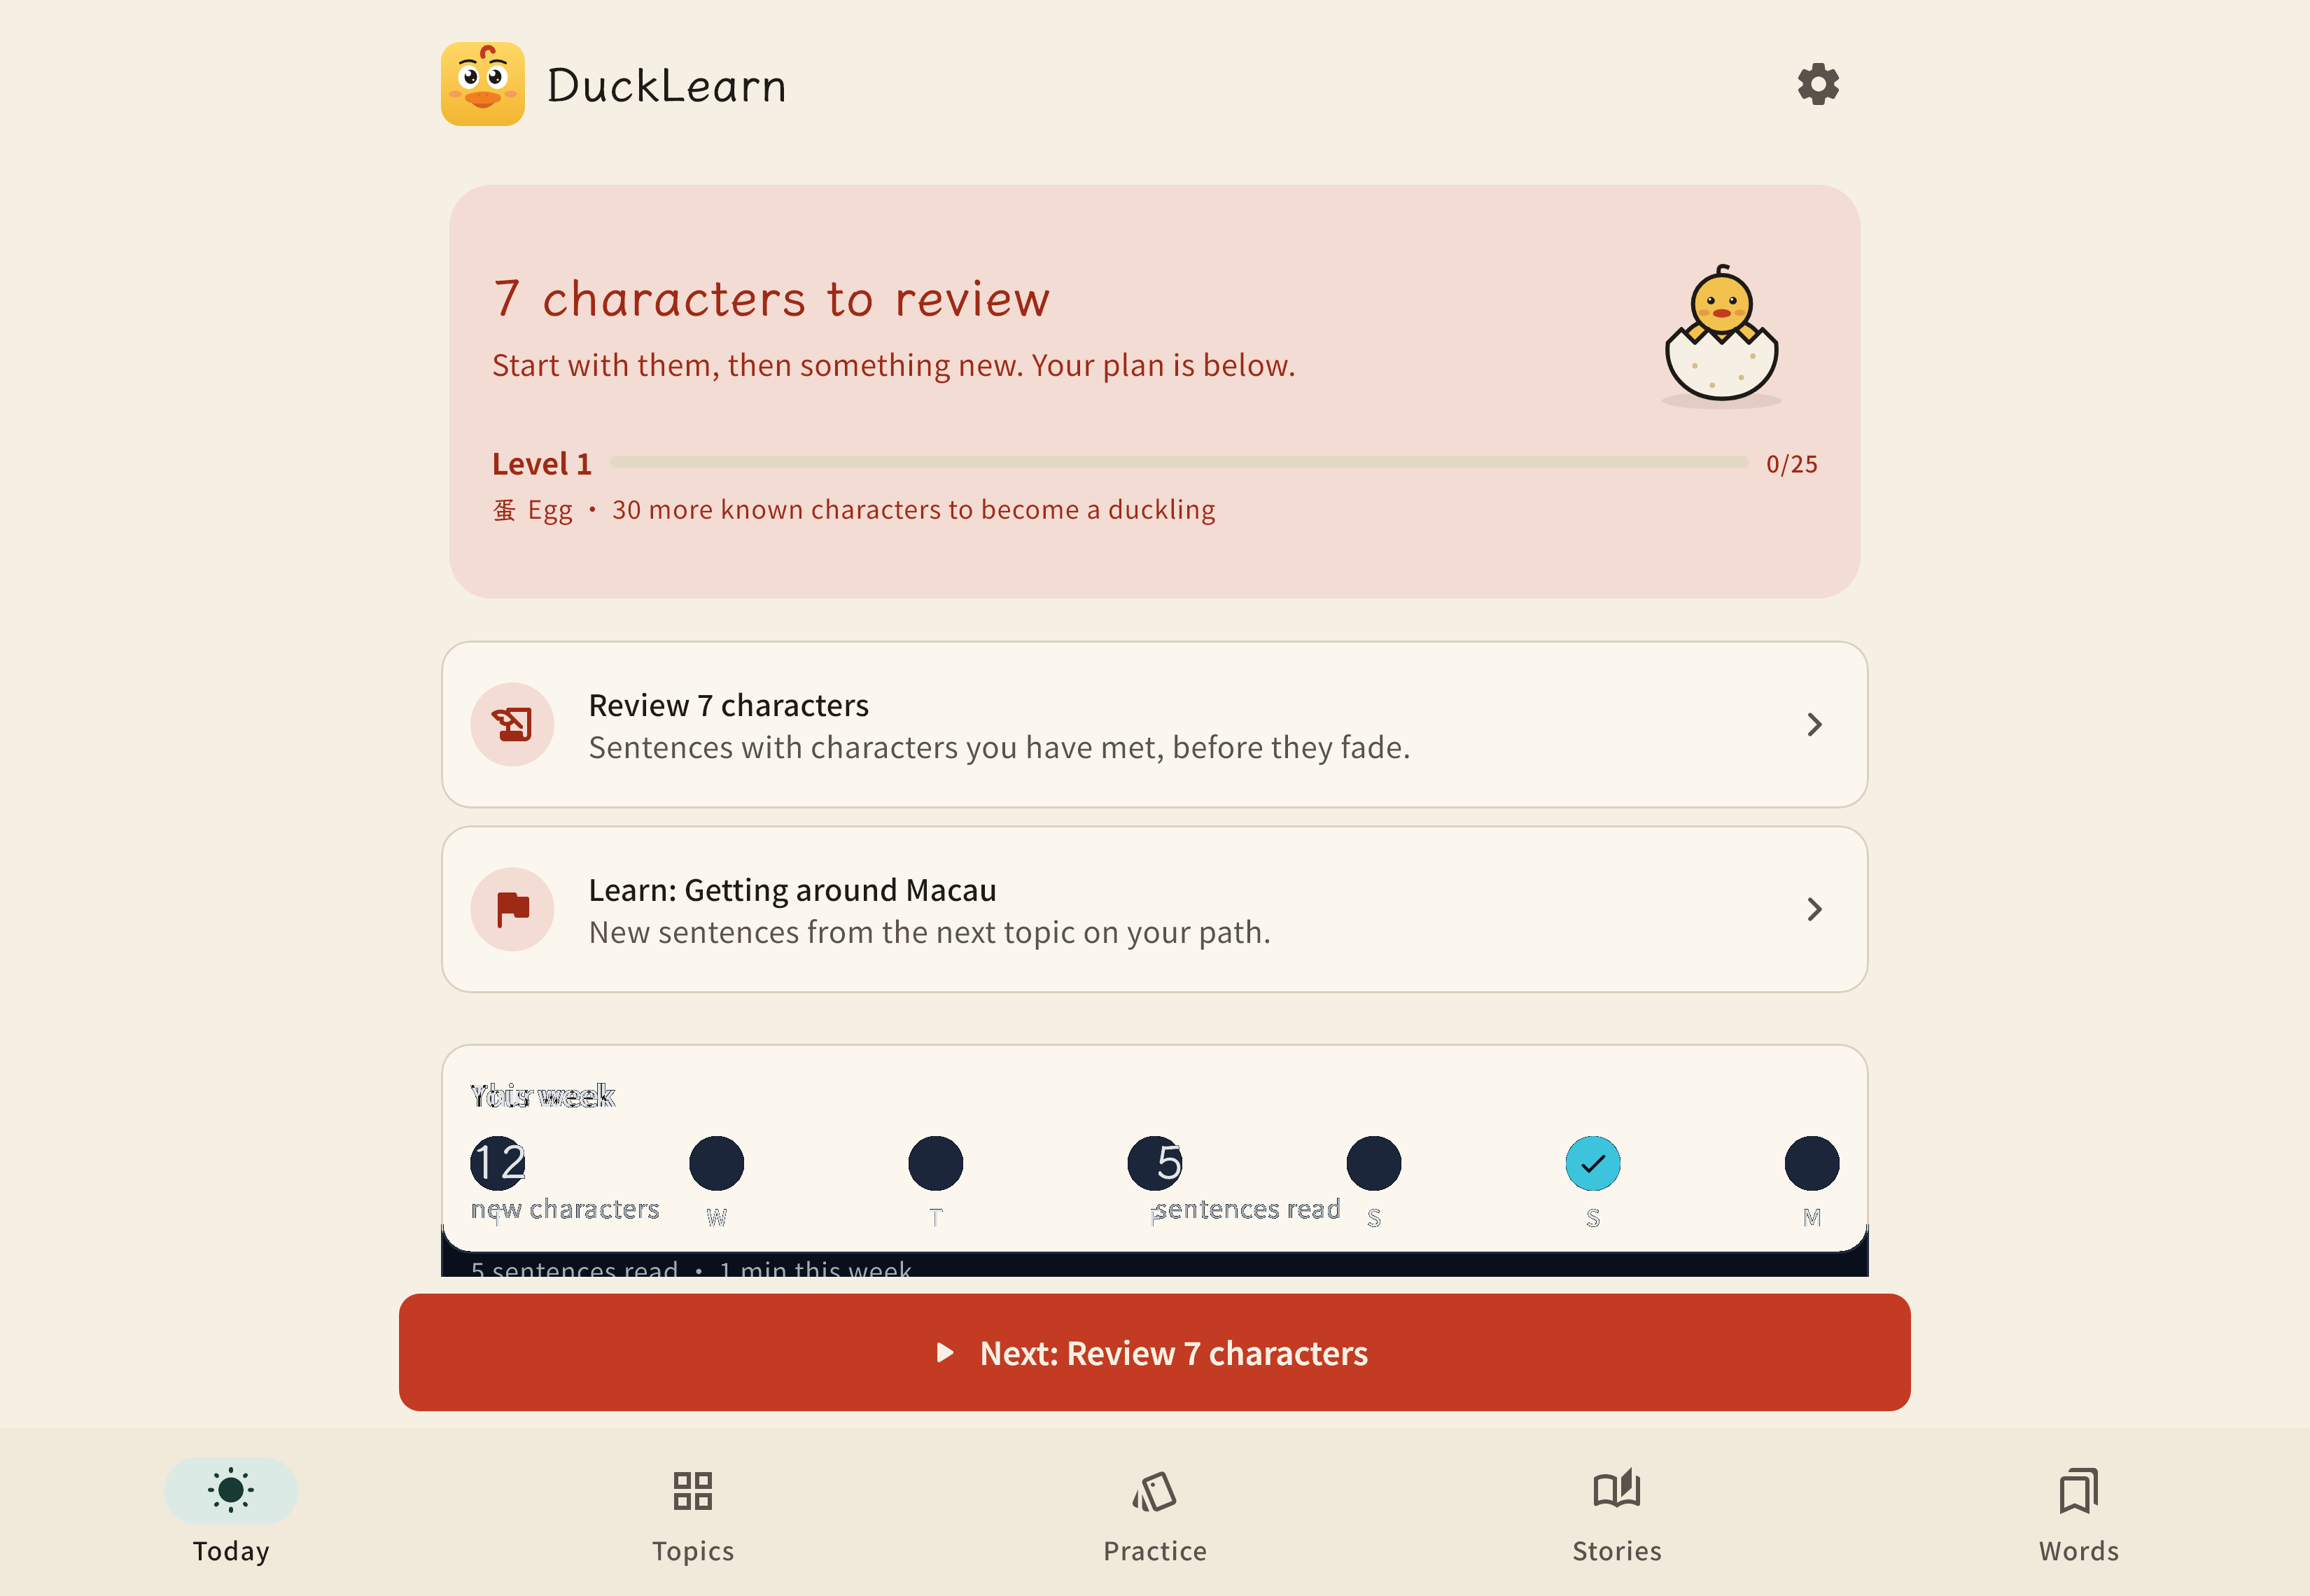 DuckLearn
7 characters to review
Start with them, then something new. Your plan is below.
Level 1 0/25
蛋 Egg • 30 more known characters to become a duckling
Review 7 characters
Sentences with characters you have met, before they fade.
Learn: Getting around Macau
New sentences from the next topic on your path.
week
12 5
new characters sentences read
T W T F S S M
5 sentences read • 1 min this week
Next: Review 7 characters
Today Topics Practice Stories Words